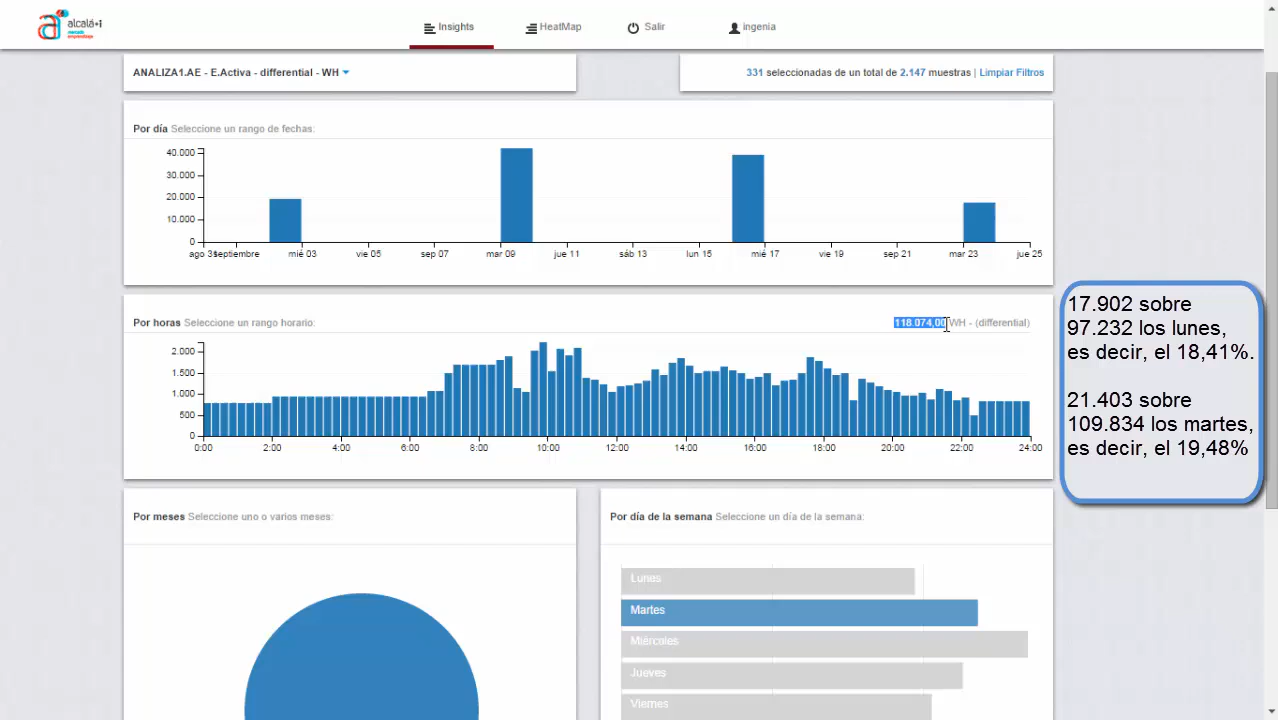 alcalá+i
Insights
HeatMap
Salir
ingenia
ANALIZA1.AE - E.Activa - differential - WH
331 seleccionadas de un total de 2.147 muestras | Limpiar Filtros
Por día Seleccione un rango de fechas:
40.000
30.000
20.000
10.000
0
ago 31 septiembre mié 03 vie 05 sep 07 mar 09 jue 11 sáb 13 lun 15 mié 17 vie 19 sep 21 mar 23 jue 25
Por horas Seleccione un rango horario:
118.074,00 WH - (differential)
2.000
1.500
1.000
500
0
0:00 2:00 4:00 6:00 8:00 10:00 12:00 14:00 16:00 18:00 20:00 22:00 24:00
17.902 sobre
97.232 los lunes,
es decir, el 18,41%.
21.403 sobre
109.834 los martes,
es decir, el 19,48%
Por meses Seleccione uno o varios meses:
Por día de la semana Seleccione un día de la semana:
Lunes
Martes
Miércoles
Jueves
Viernes